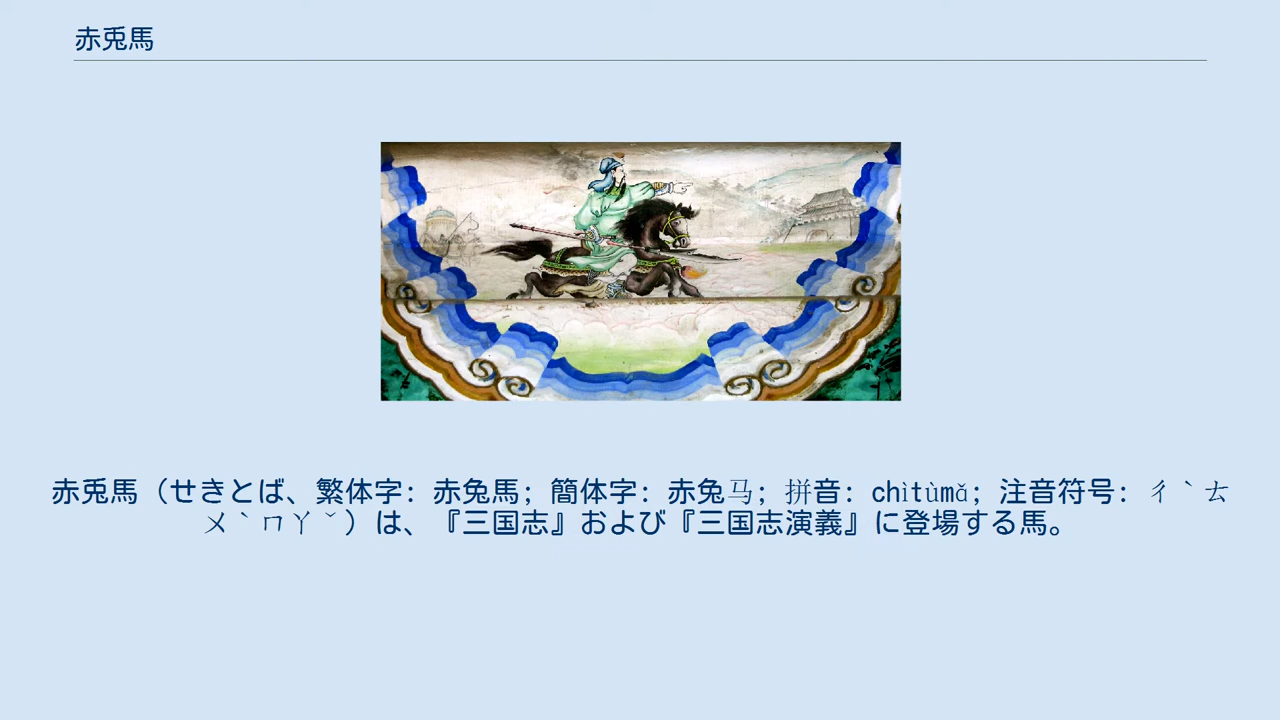 赤兎馬
赤兎馬（せきとば、繁体字：赤兔馬；簡体字：赤兔马；拼音：chìtùmǎ；注音符号：ㄔˋㄊ
ㄨˋㄇㄚˇ）は、『三国志』および『三国志演義』に登場する馬。